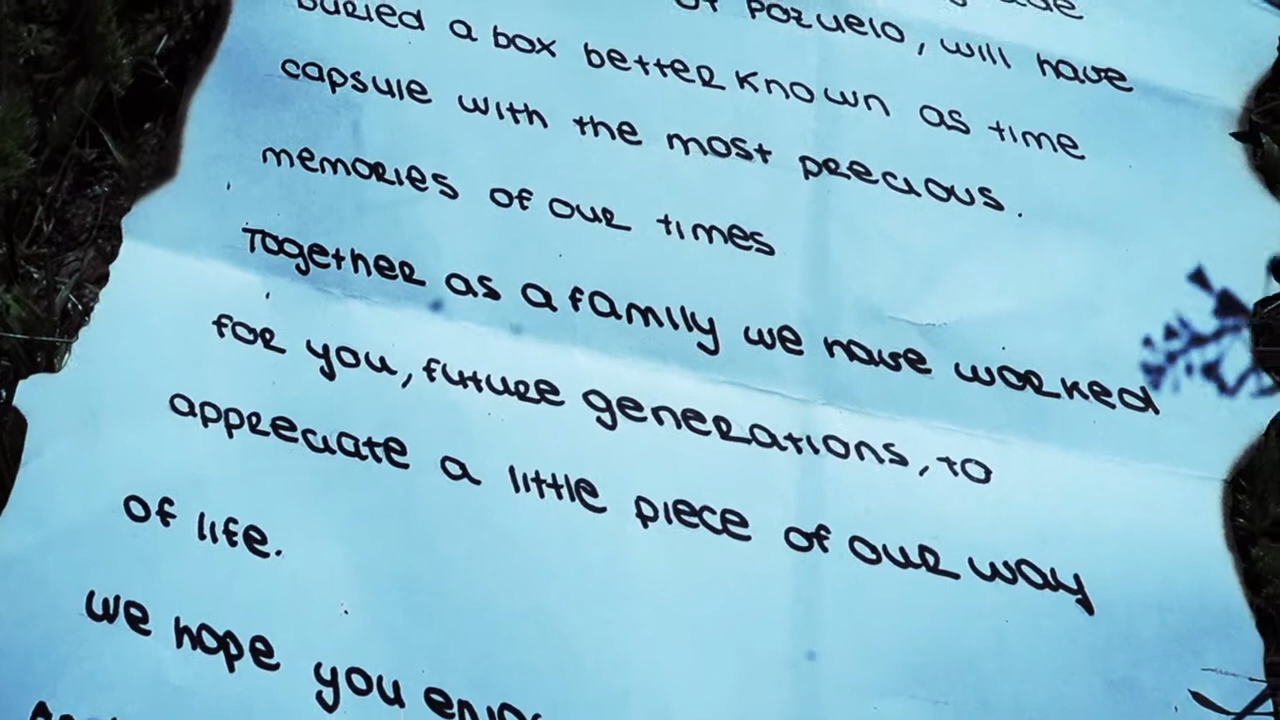 Pozuelo, will have
buried a box better known as time
capsule with the most precious.
memories of our times
Together as a family we have worked
for you, future generations, to
appreciate a little piece of our way
of life.
we hope you